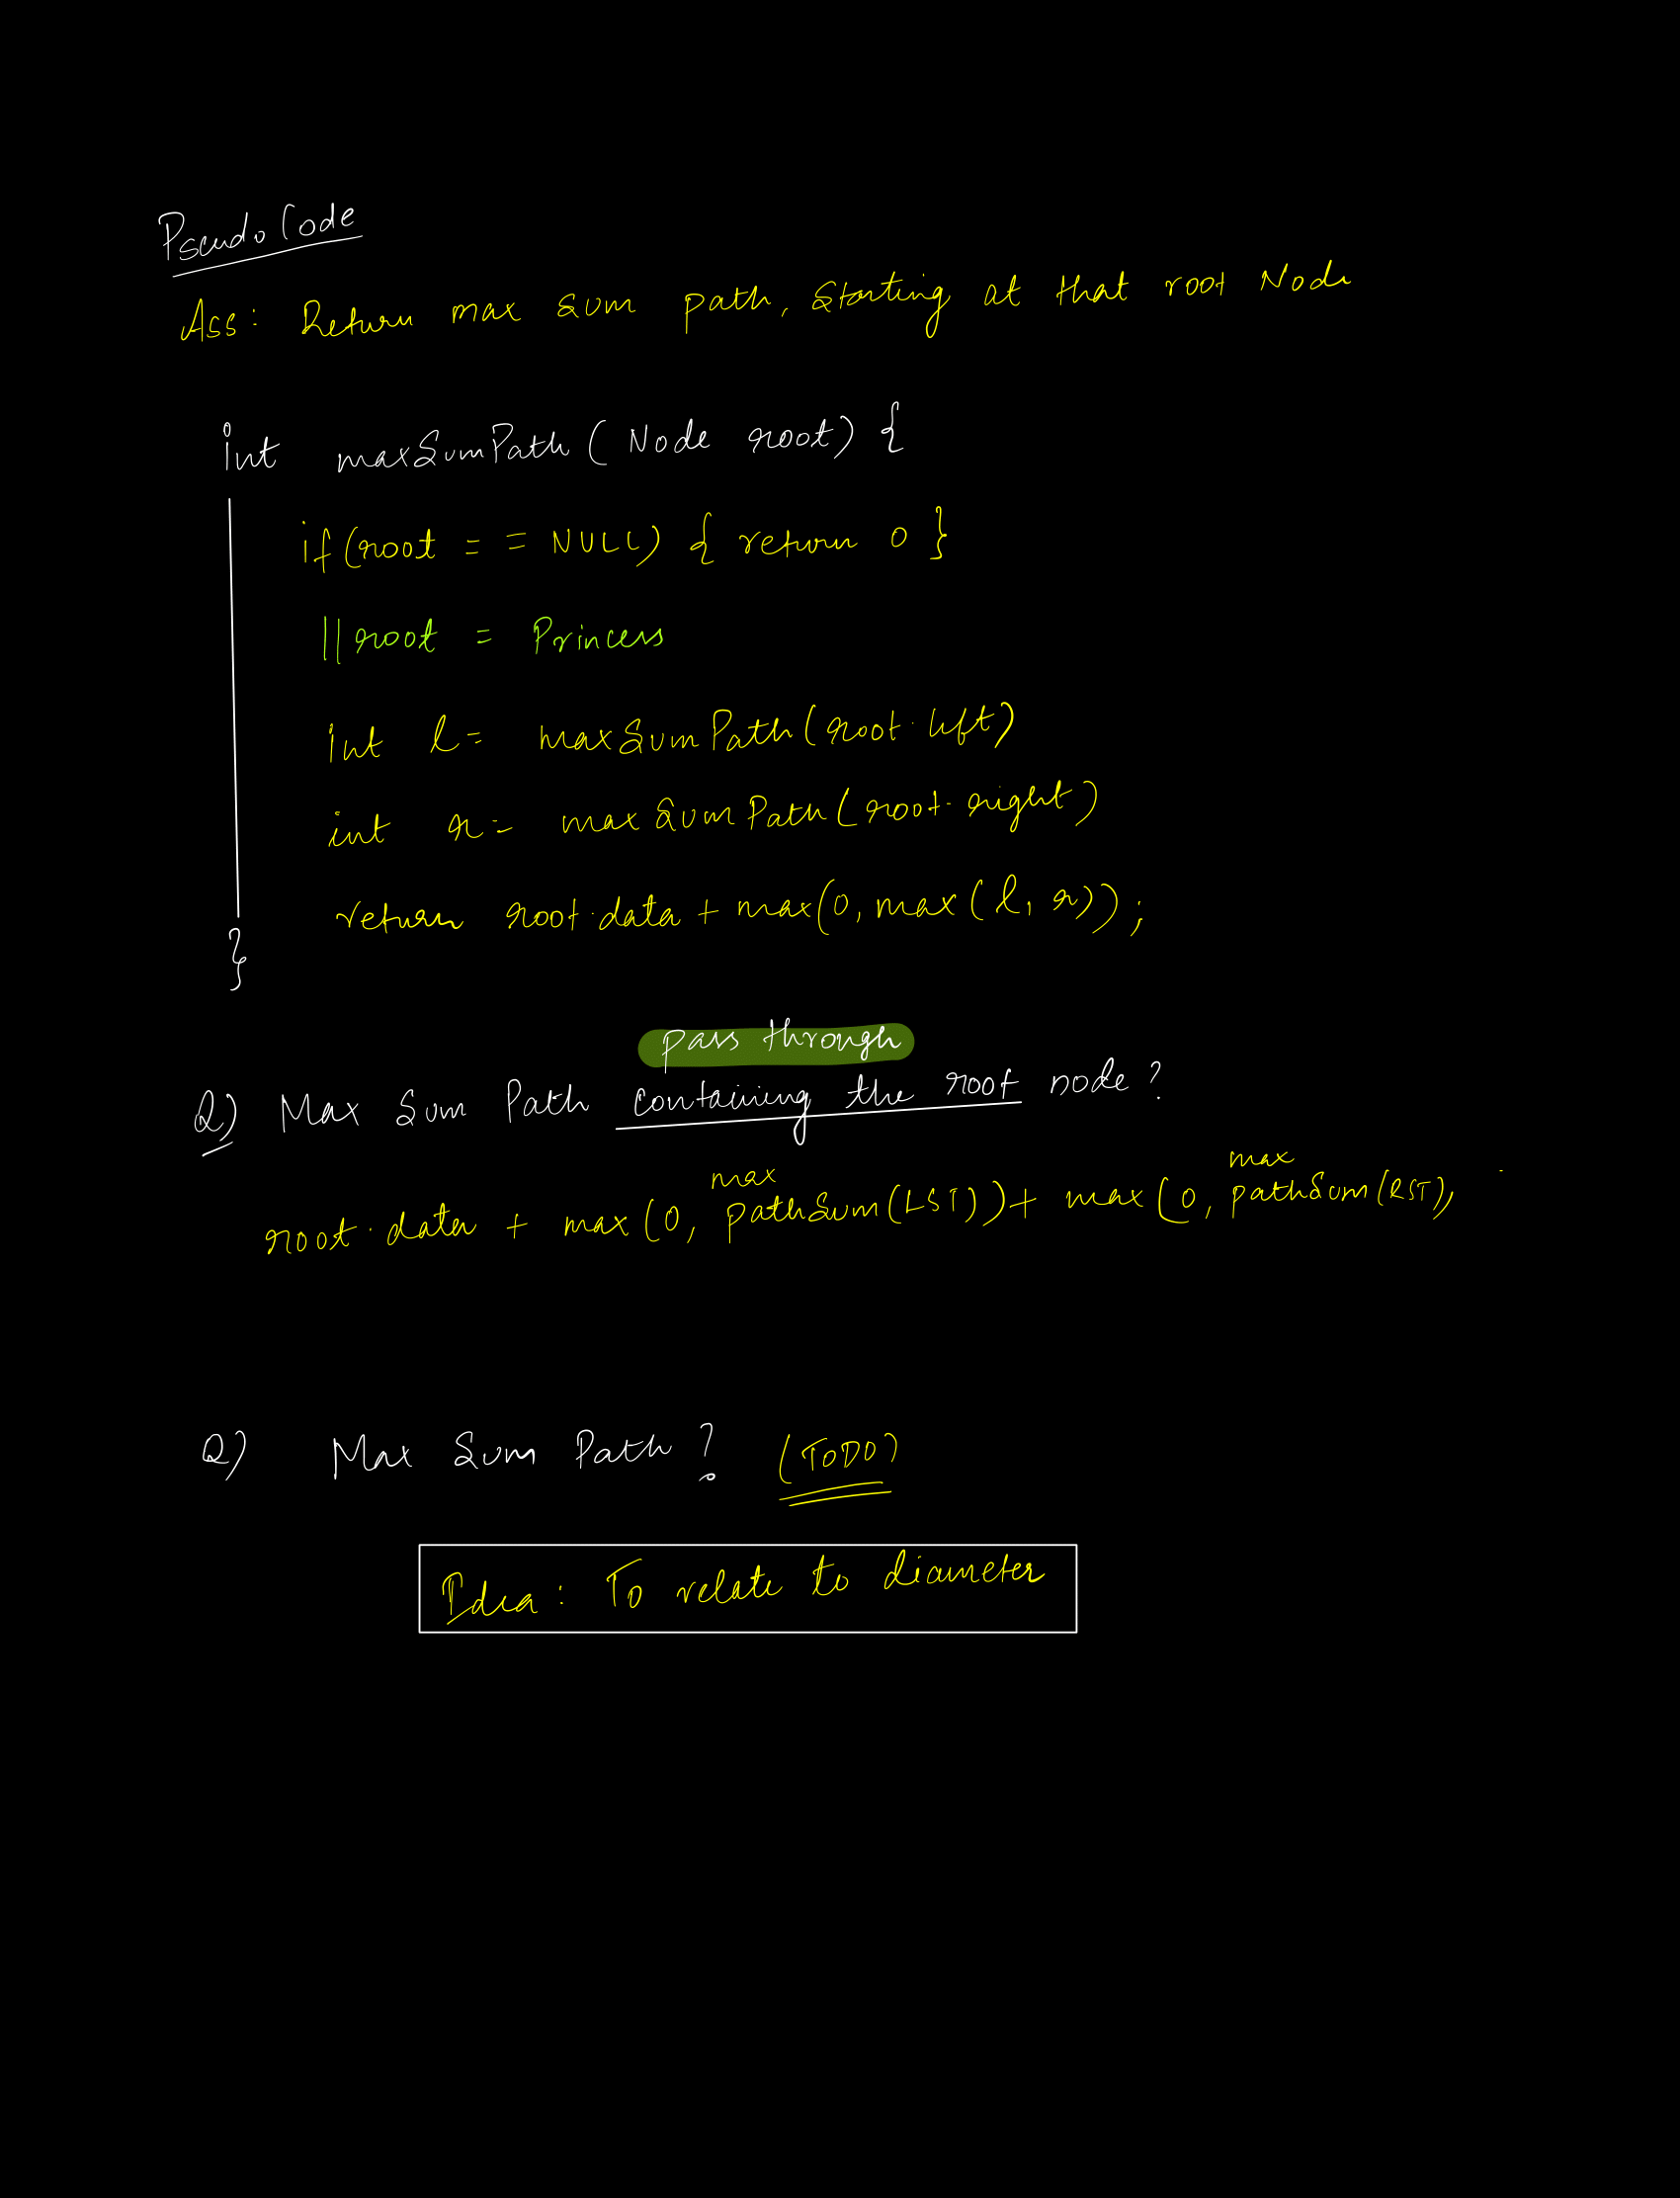 Pseudo Code
Ass: Return max sum path, Starting at that root Node
int maxSumPath ( Node root) {
if (root = = NULL) { return 0 }
|| root = Princess
int l = maxSumPath ( root.left)
int r = maxSumPath ( root.right)
return root.data + max(0, max ( l, r));
}
pass through
Q) Max Sum Path containing the root node?
max max
root.data + max (0, pathSum (LST)) + max (0, pathSum (RST),
Q) Max Sum Path? (TODO)
Idea : To relate to diameter